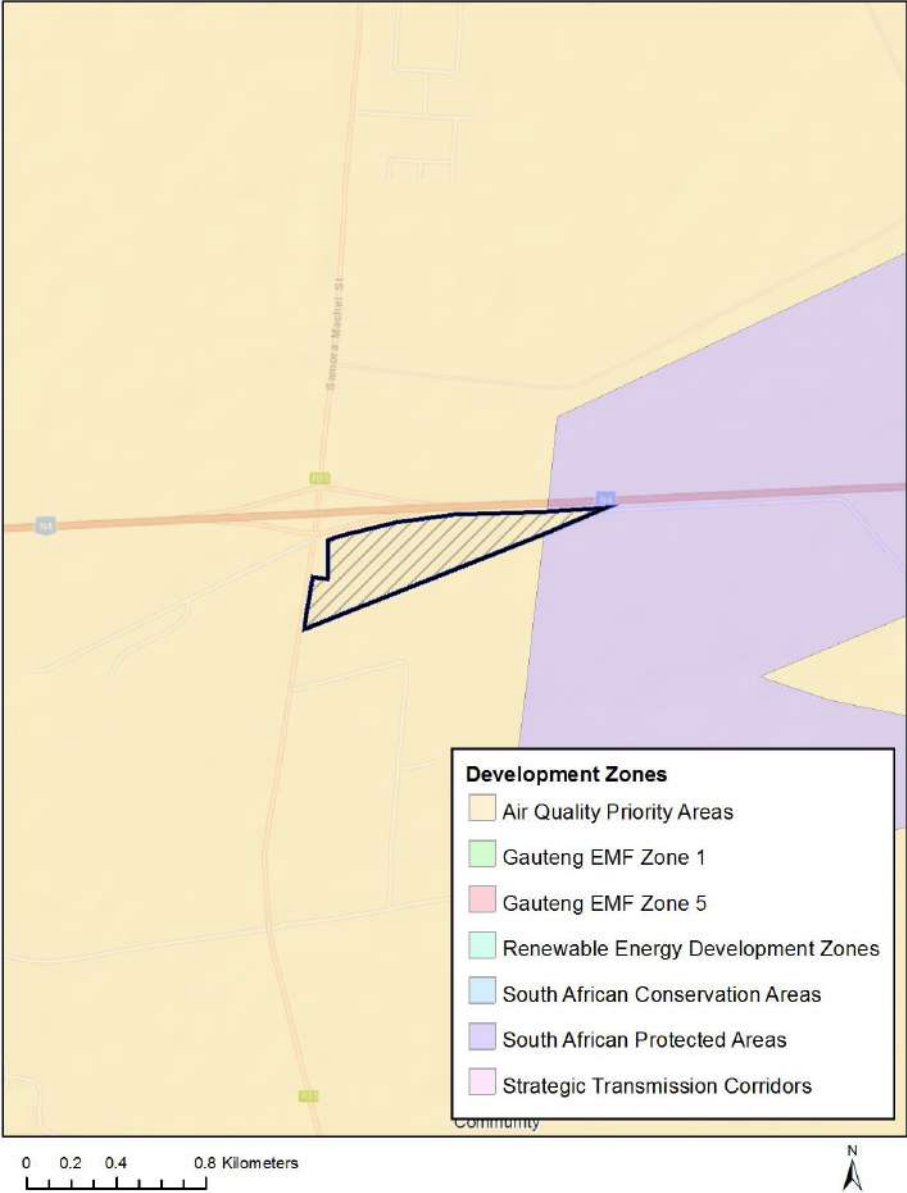 Samora Machel St
N4
N4
Development Zones
Air Quality Priority Areas
Gauteng EMF Zone 1
Gauteng EMF Zone 5
Renewable Energy Development Zones
South African Conservation Areas
South African Protected Areas
Strategic Transmission Corridors
Community
0 0.2 0.4 0.8 Kilometers
N